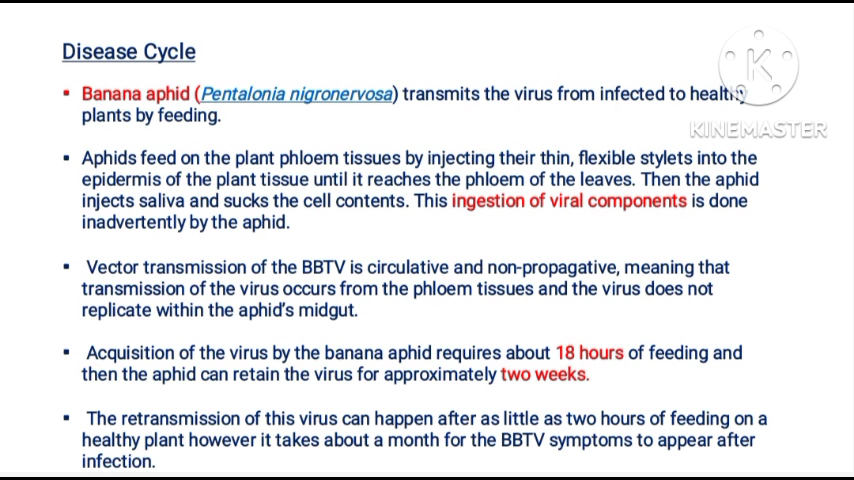 Disease Cycle
K
KINEMASTER
▪ Banana aphid (Pentalonia nigronervosa) transmits the virus from infected to healthy
plants by feeding.
▪ Aphids feed on the plant phloem tissues by injecting their thin, flexible stylets into the
epidermis of the plant tissue until it reaches the phloem of the leaves. Then the aphid
injects saliva and sucks the cell contents. This ingestion of viral components is done
inadvertently by the aphid.
▪ Vector transmission of the BBTV is circulative and non-propagative, meaning that
transmission of the virus occurs from the phloem tissues and the virus does not
replicate within the aphid's midgut.
▪ Acquisition of the virus by the banana aphid requires about 18 hours of feeding and
then the aphid can retain the virus for approximately two weeks.
▪ The retransmission of this virus can happen after as little as two hours of feeding on a
healthy plant however it takes about a month for the BBTV symptoms to appear after
infection.